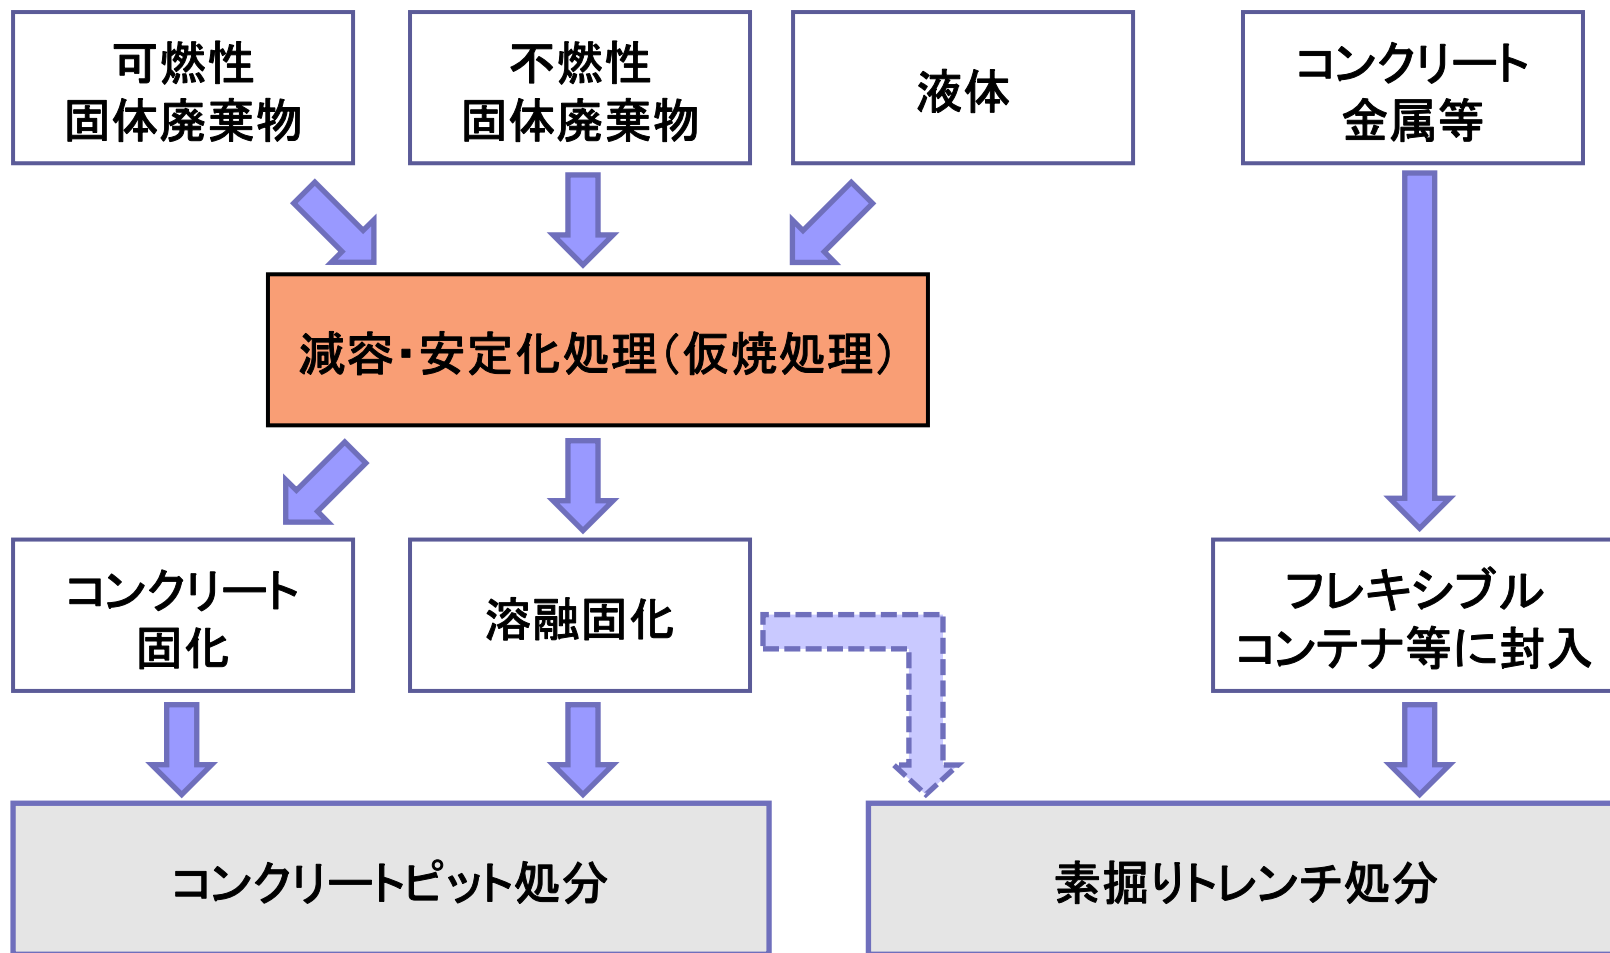 可燃性
固体廃棄物
不燃性
固体廃棄物
液体
コンクリート
金属等
減容・安定化処理（仮焼処理）
コンクリート
固化
溶融固化
フレキシブル
コンテナ等に封入
コンクリートピット処分
素掘りトレンチ処分